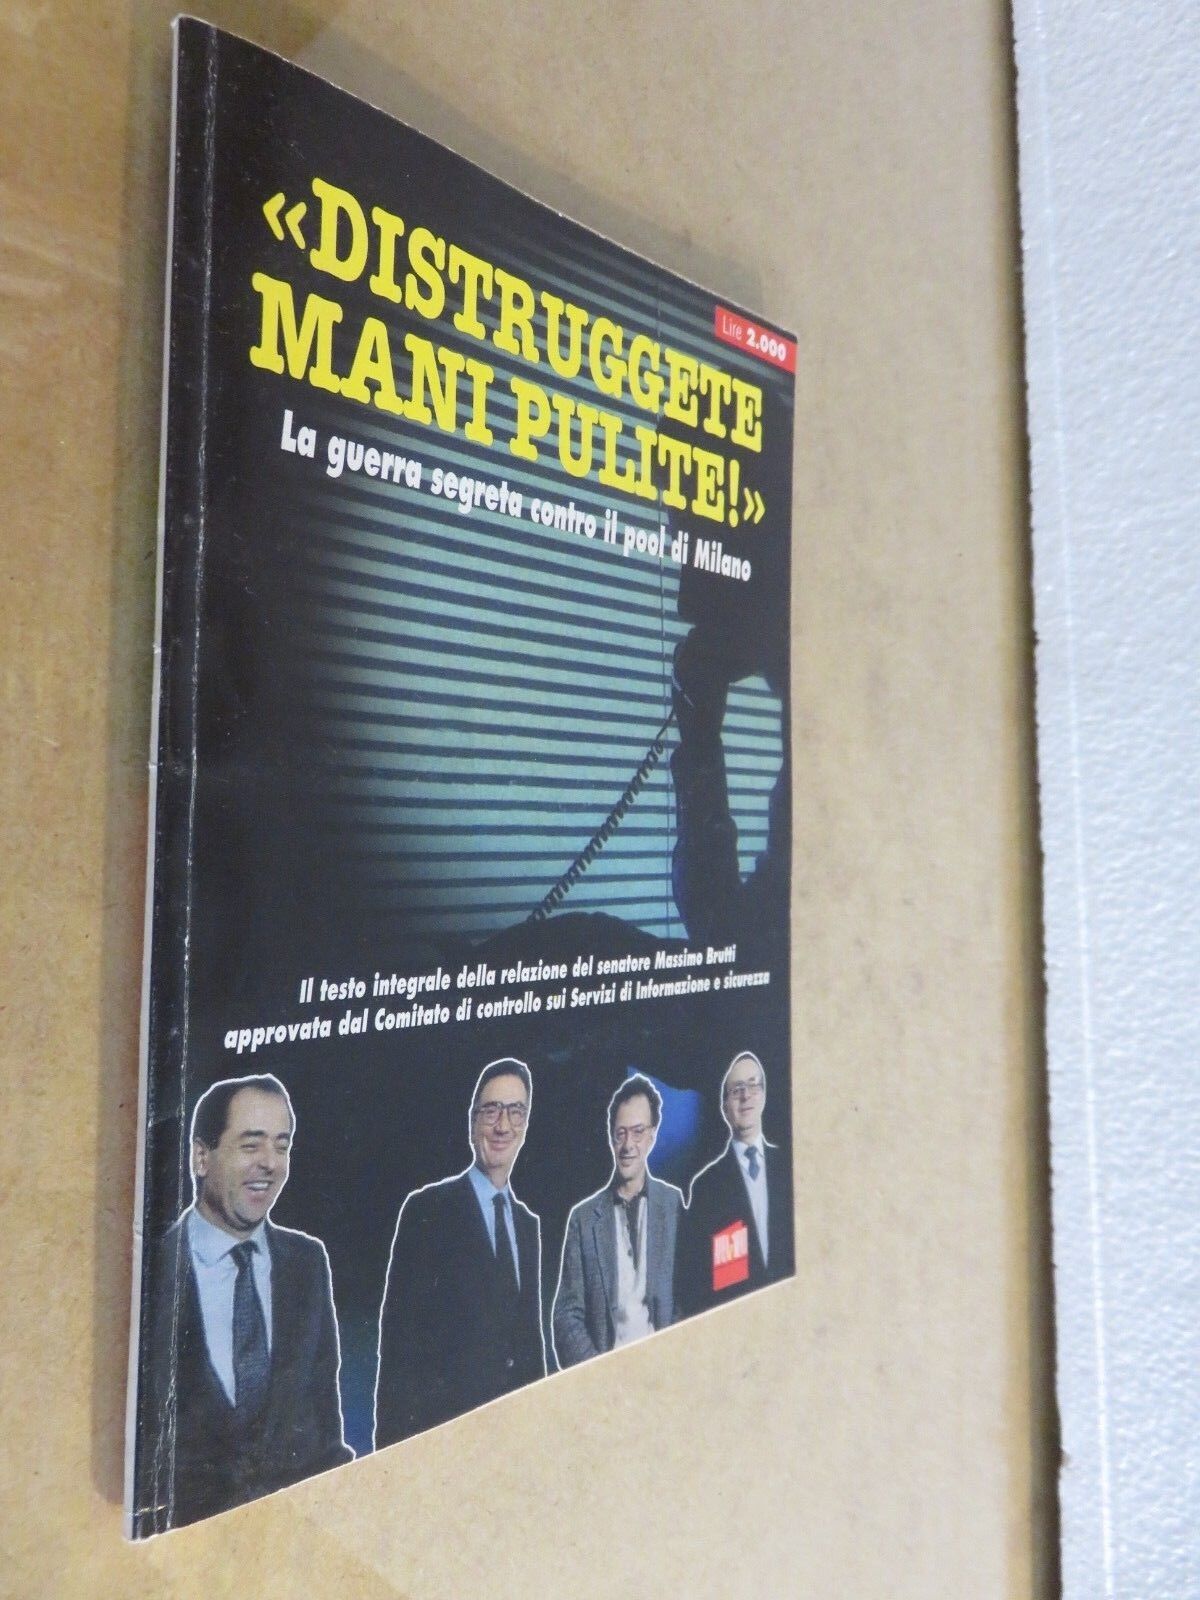 Lire 2.000
«DISTRUGGETE
MANI PULITE!»
La guerra segreta contro il pool di Milano
Il testo integrale della relazione del senatore Massimo Brutti
approvata dal Comitato di controllo sui Servizi di Informazione e sicurezza